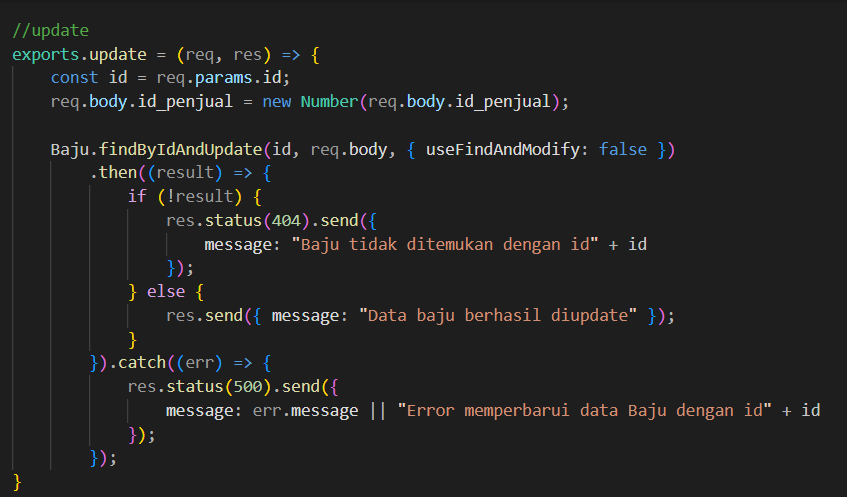 //update
exports.update = (req, res) => {
    const id = req.params.id;
    req.body.id_penjual = new Number(req.body.id_penjual);

    Baju.findByIdAndUpdate(id, req.body, { useFindAndModify: false })
        .then((result) => {
            if (!result) {
                res.status(404).send({
                    message: "Baju tidak ditemukan dengan id" + id
                });
            } else {
                res.send({ message: "Data baju berhasil diupdate" });
            }
        }).catch((err) => {
            res.status(500).send({
                message: err.message || "Error memperbarui data Baju dengan id" + id
            });
        });
}